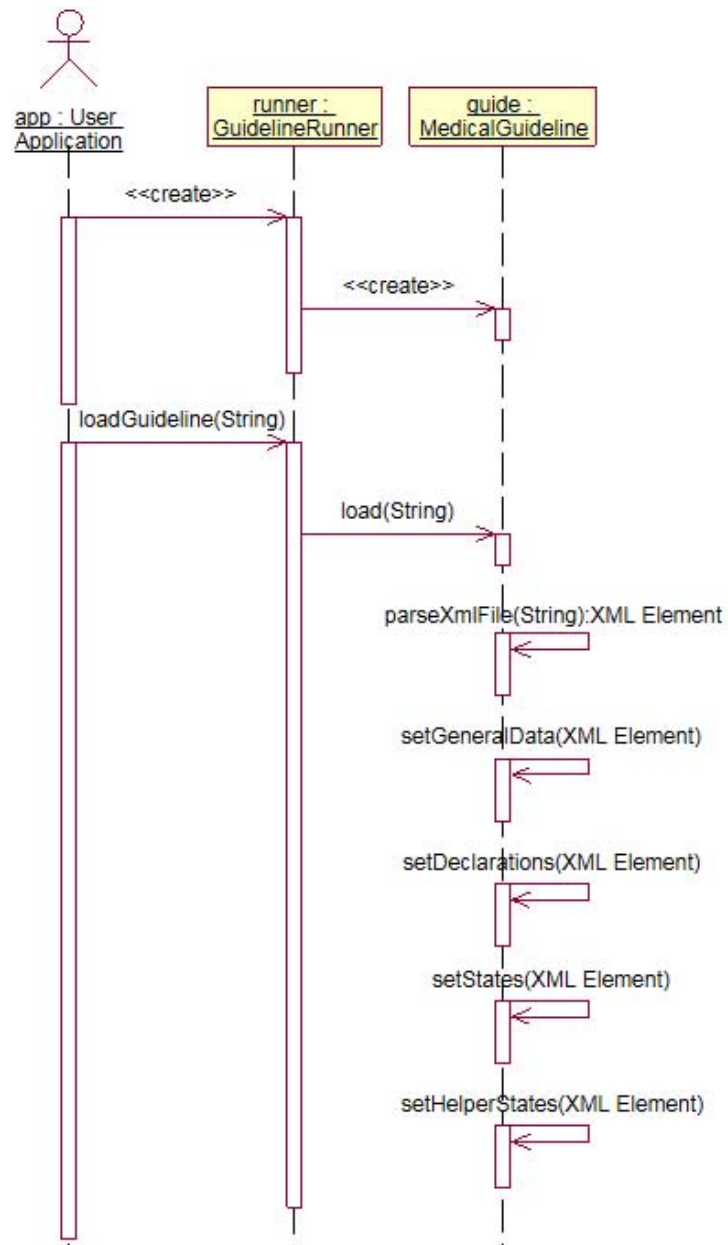 app : User
Application
runner :
GuidelineRunner
guide :
MedicalGuideline
<<create>>
<<create>>
loadGuideline(String)
load(String)
parseXmlFile(String):XML Element
setGeneralData(XML Element)
setDeclarations(XML Element)
setStates(XML Element)
setHelperStates(XML Element)